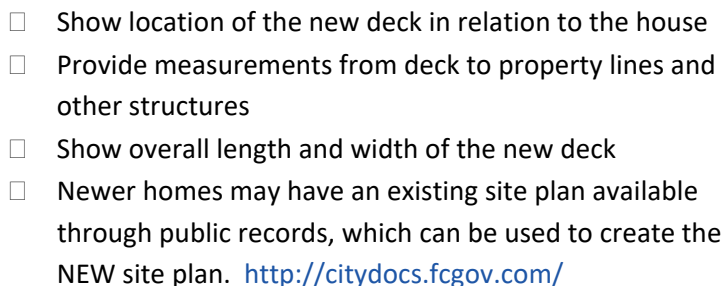 ☐ Show location of the new deck in relation to the house
☐ Provide measurements from deck to property lines and
other structures
☐ Show overall length and width of the new deck
☐ Newer homes may have an existing site plan available
through public records, which can be used to create the
NEW site plan. http://citydocs.fcgov.com/